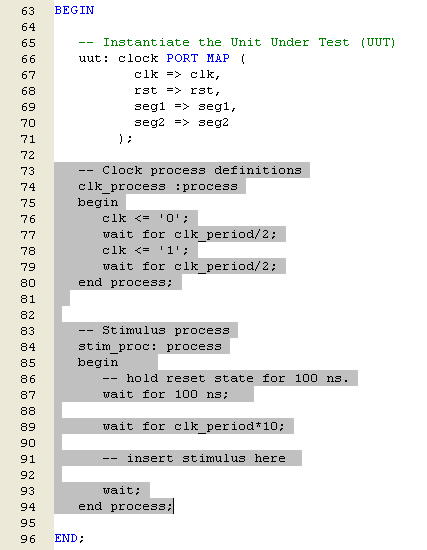 63 BEGIN
64
65 -- Instantiate the Unit Under Test (UUT)
66 uut: clock PORT MAP (
67 clk => clk,
68 rst => rst,
69 seg1 => seg1,
70 seg2 => seg2
71 );
72
73 -- Clock process definitions
74 clk_process :process
75 begin
76 clk <= '0';
77 wait for clk_period/2;
78 clk <= '1';
79 wait for clk_period/2;
80 end process;
81
82
83 -- Stimulus process
84 stim_proc: process
85 begin
86 -- hold reset state for 100 ns.
87 wait for 100 ns;
88
89 wait for clk_period*10;
90
91 -- insert stimulus here
92
93 wait;
94 end process;
95
96 END;